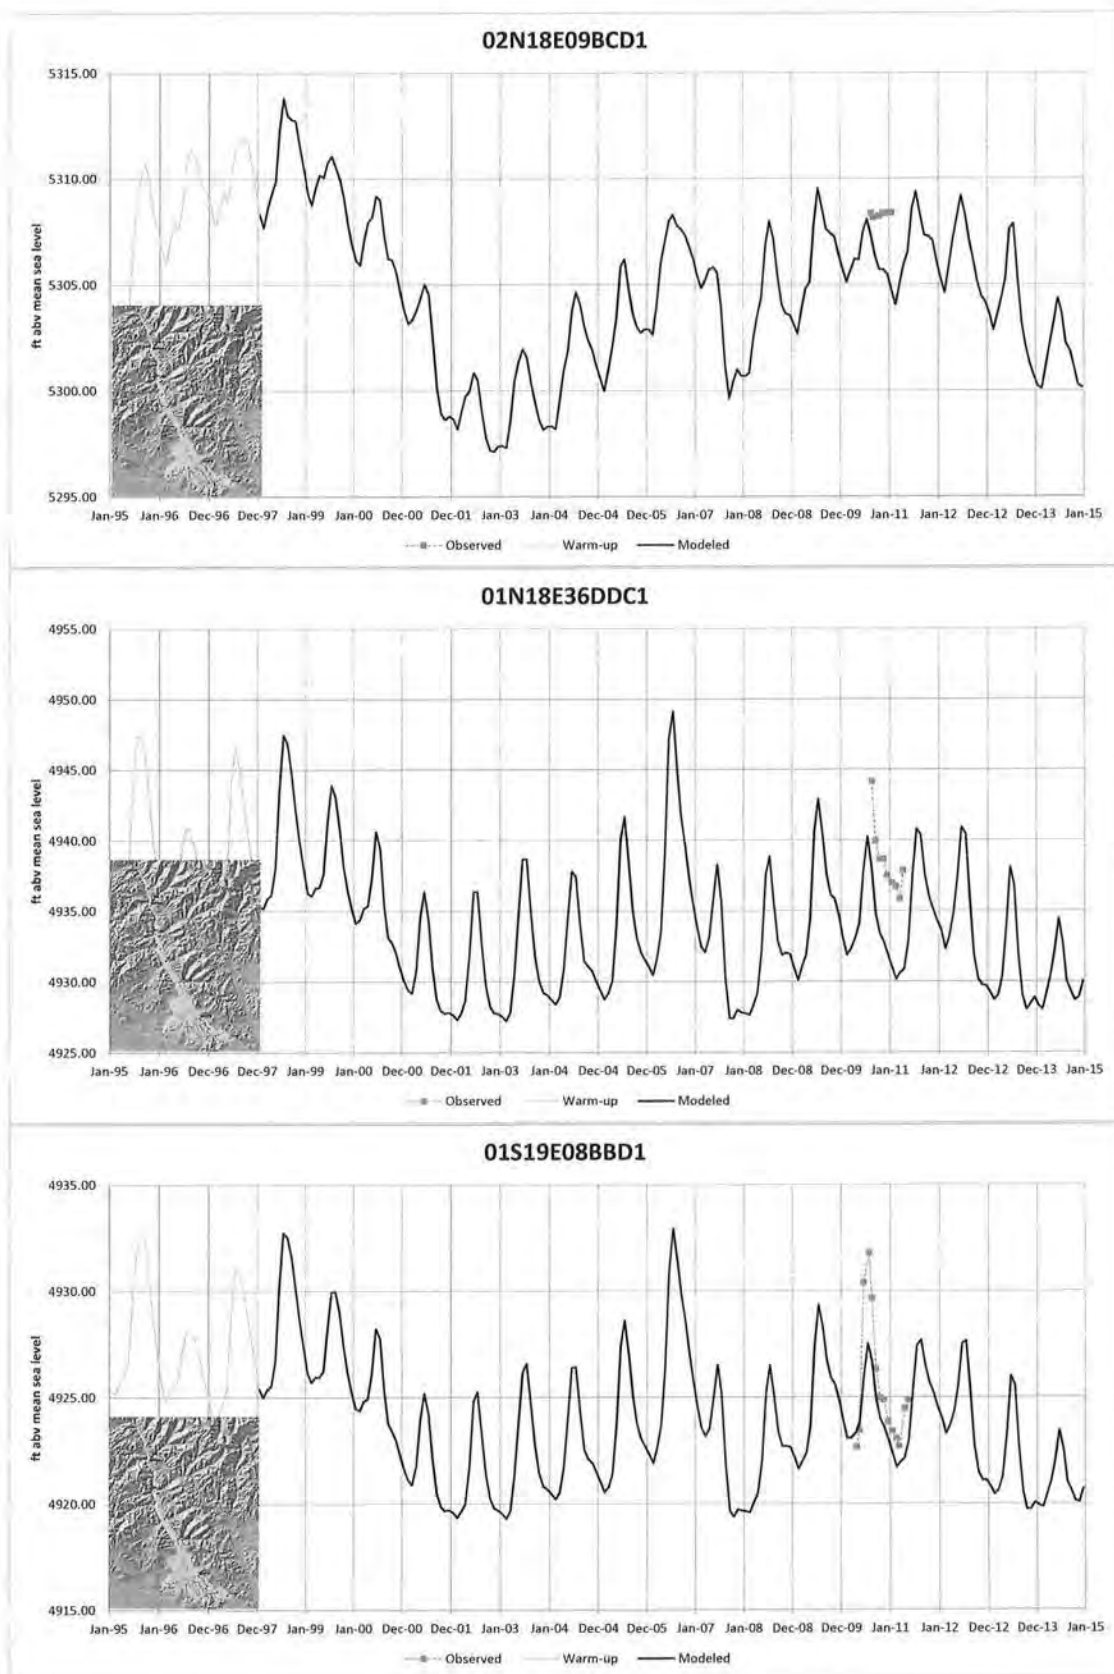 02N18E09BCD1
5315.00
5310.00
5305.00
5300.00
5295.00
ft abv mean sea level
Jan-95 Jan-96 Dec-96 Dec-97 Jan-99 Jan-00 Dec-00 Dec-01 Jan-03 Jan-04 Dec-04 Dec-05 Jan-07 Jan-08 Dec-08 Dec-09 Jan-11 Jan-12 Dec-12 Dec-13 Jan-15
Observed Warm-up Modeled
01N18E36DDC1
4955.00
4950.00
4945.00
4940.00
4935.00
4930.00
4925.00
ft abv mean sea level
Jan-95 Jan-96 Dec-96 Dec-97 Jan-99 Jan-00 Dec-00 Dec-01 Jan-03 Jan-04 Dec-04 Dec-05 Jan-07 Jan-08 Dec-08 Dec-09 Jan-11 Jan-12 Dec-12 Dec-13 Jan-15
Observed Warm-up Modeled
01S19E08BBD1
4935.00
4930.00
4925.00
4920.00
4915.00
ft abv mean sea level
Jan-95 Jan-96 Dec-96 Dec-97 Jan-99 Jan-00 Dec-00 Dec-01 Jan-03 Jan-04 Dec-04 Dec-05 Jan-07 Jan-08 Dec-08 Dec-09 Jan-11 Jan-12 Dec-12 Dec-13 Jan-15
Observed Warm-up Modeled